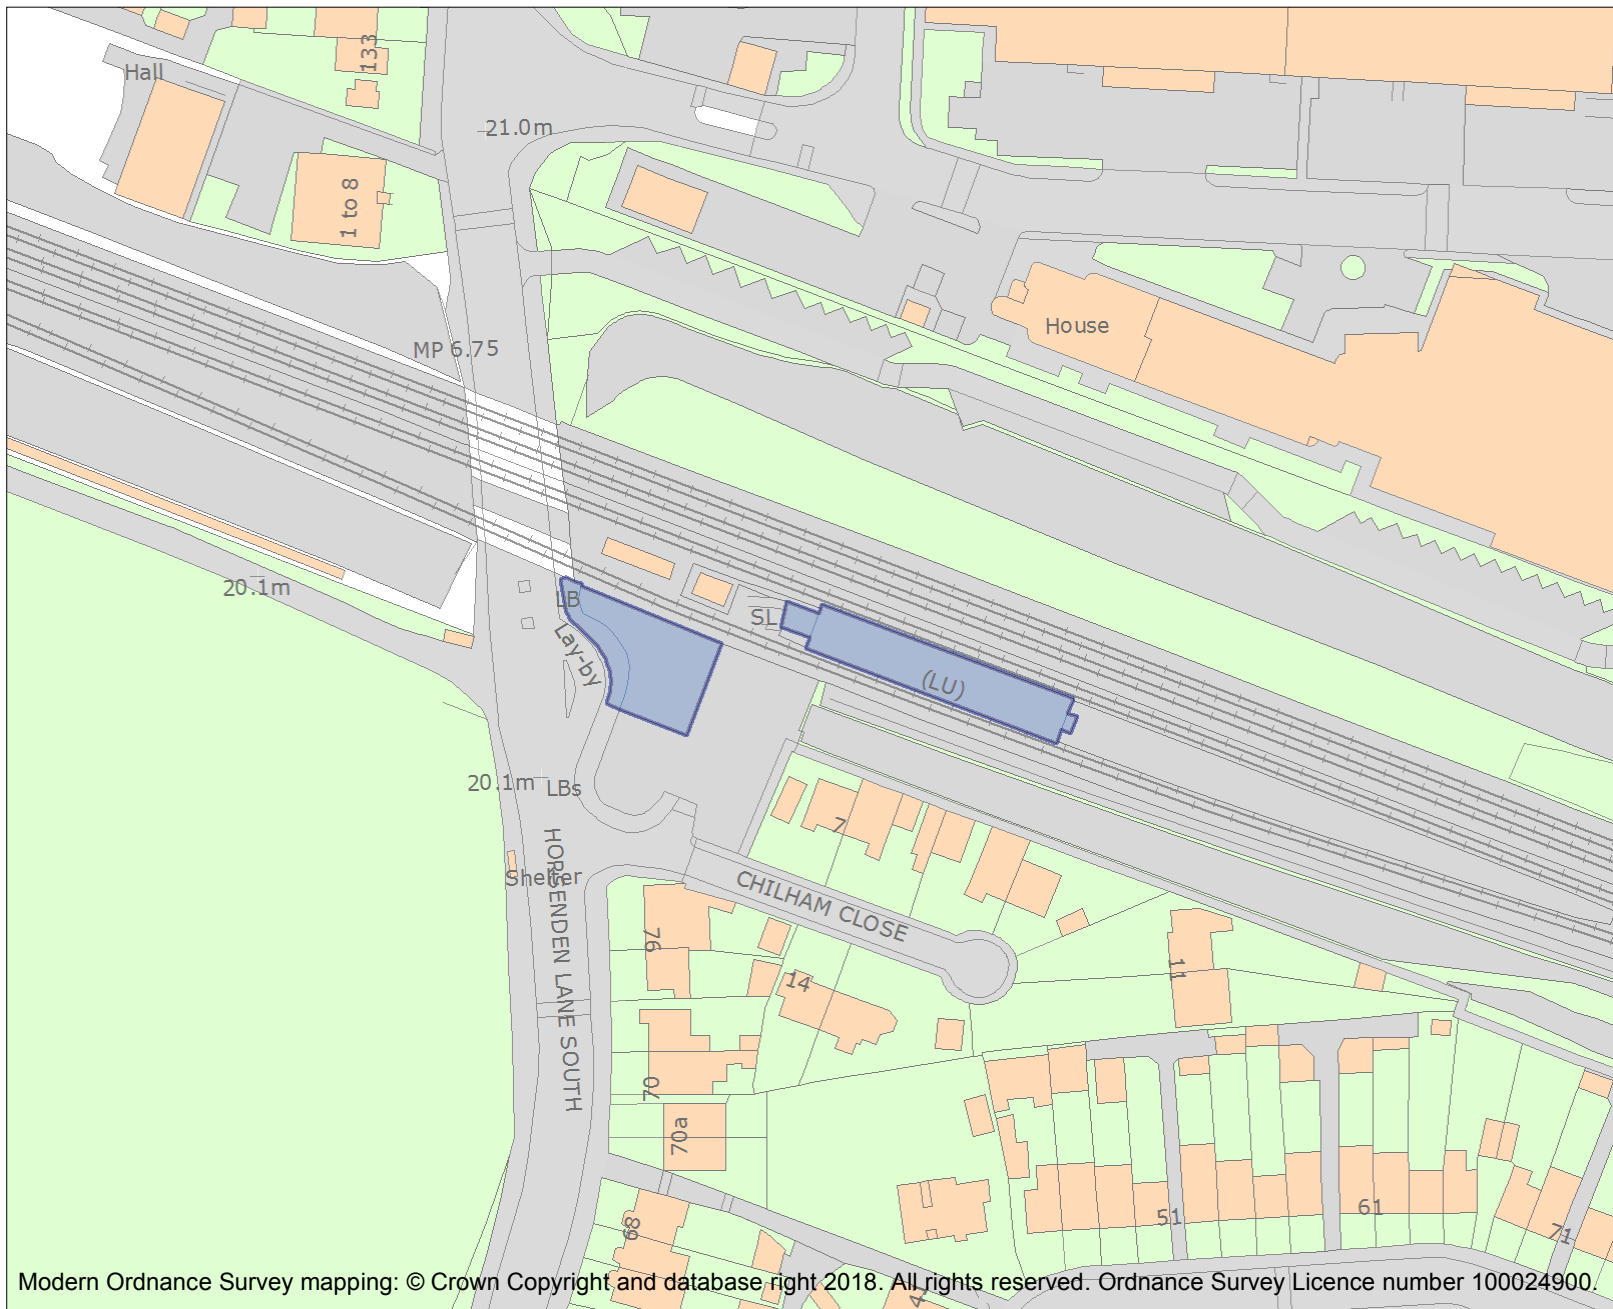 133
Hall
21.0m
1 to 8
House
MP 6.75
20.1m
LB
Lay-by
SL
(LU)
20.1m
LBs
7
HORSENDEN LANE SOUTH
Shelter
CHILHAM CLOSE
76
14
11
70
70a
51
61
71
68
Modern Ordnance Survey mapping: © Crown Copyright and database right 2018. All rights reserved. Ordnance Survey Licence number 100024900.